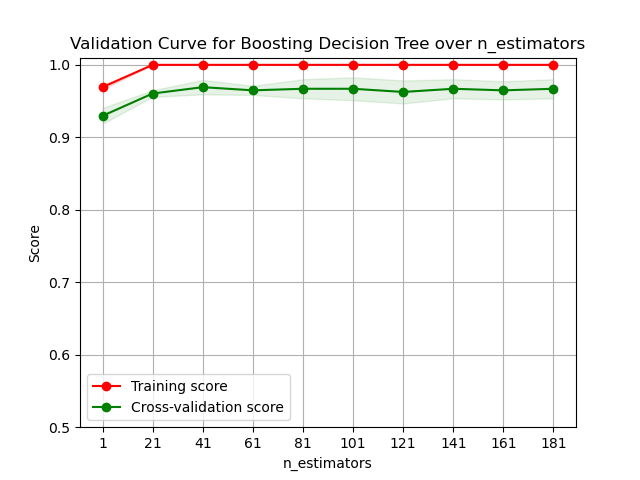 Validation Curve for Boosting Decision Tree over n_estimators
1.0
0.9
0.8
0.7
0.6
0.5
Score
Training score
Cross-validation score
1 21 41 61 81 101 121 141 161 181
n_estimators